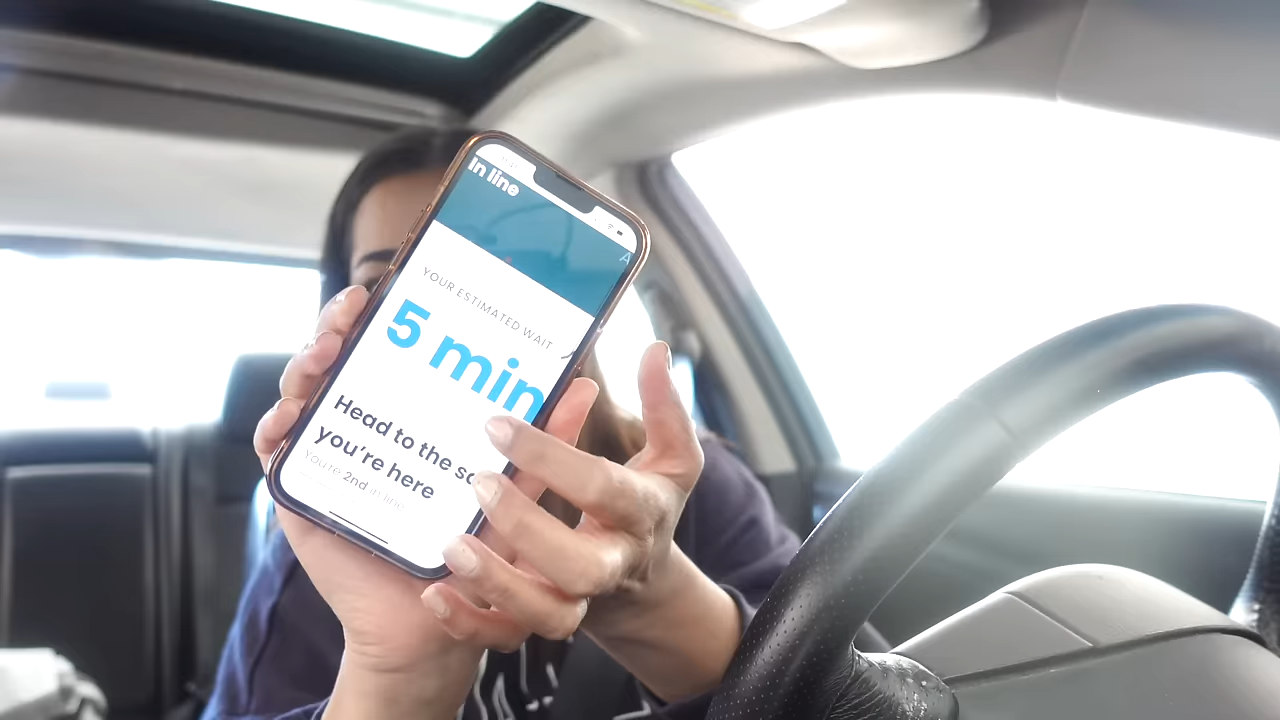 In line
YOUR ESTIMATED WAIT
5 min
Head to the
you're here
You're 2nd in line